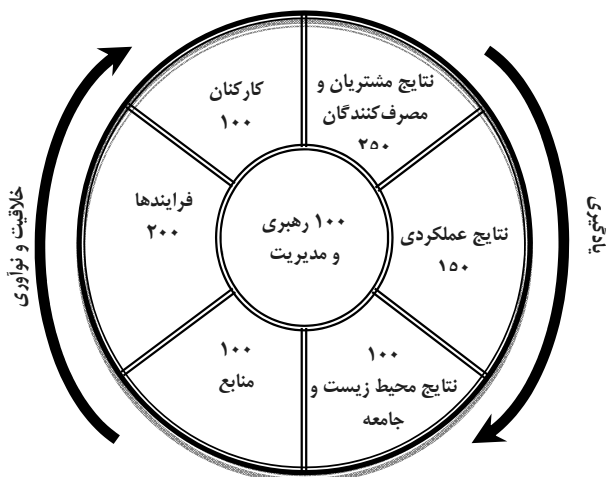 نتایج مشتریان و
مصرف‌کنندگان
۲۵۰
کارکنان
۱۰۰
نتایج عملکردی
۱۵۰
۱۰۰ رهبری
و مدیریت
فرایندها
۲۰۰
۱۰۰
نتایج محیط زیست و
جامعه
۱۰۰
منابع
یادگیری
خلاقیت و نوآوری